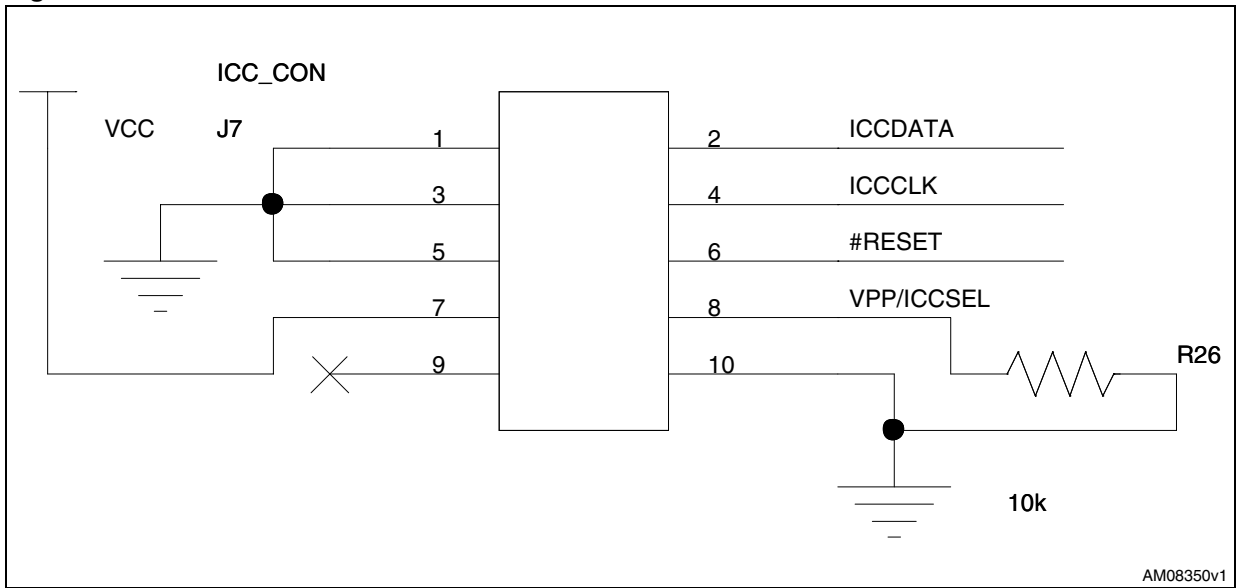 ICC_CON
VCC
J7
1
2
ICCDATA
3
4
ICCCLK
5
6
#RESET
7
8
VPP/ICCSEL
9
10
R26
10k
AM08350v1